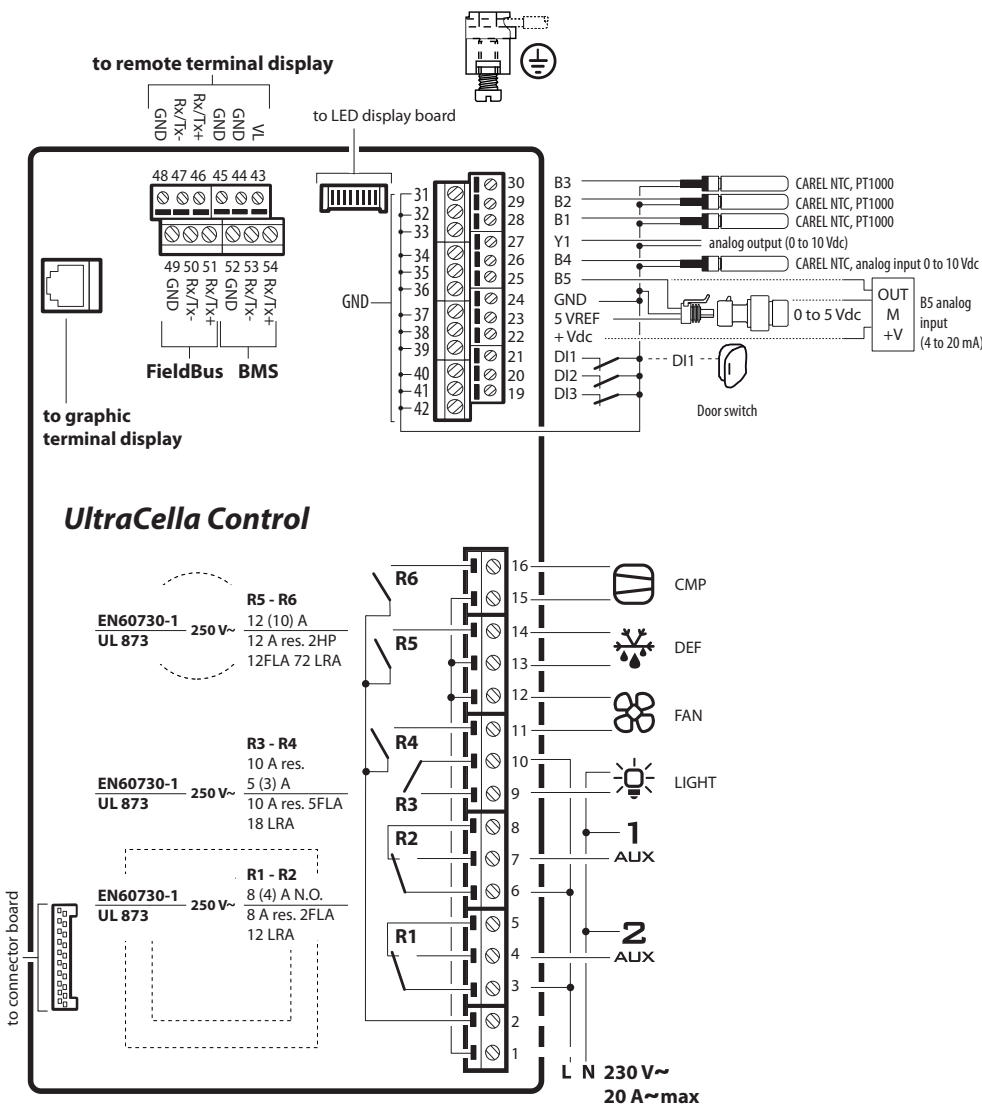 to remote terminal display
GND
Rx/Tx-
Rx/Tx+
GND
GND
VL
48 47 46 45 44 43
49 50 51 52 53 54
GND
Rx/Tx-
Rx/Tx+
GND
Rx/Tx-
Rx/Tx+
FieldBus BMS
to graphic
terminal display
to LED display board
GND
31
32
33
34
35
36
37
38
39
40
41
42
30 B3 CAREL NTC, PT1000
29 B2 CAREL NTC, PT1000
28 B1 CAREL NTC, PT1000
27 Y1 analog output (0 to 10 Vdc)
26 B4 CAREL NTC, analog input 0 to 10 Vdc
25 B5
24 GND
23 5 VREF 0 to 5 Vdc
22 + Vdc
21 DI1 DI1
20 DI2
19 DI3
OUT
M
+V
B5 analog
input
(4 to 20 mA)
Door switch
UltraCella Control
EN60730-1
UL 873
250 V~
R5 - R6
12 (10) A
12 A res. 2HP
12FLA 72 LRA
EN60730-1
UL 873
250 V~
R3 - R4
10 A res.
5 (3) A
10 A res. 5FLA
18 LRA
EN60730-1
UL 873
250 V~
R1 - R2
8 (4) A N.O.
8 A res. 2FLA
12 LRA
to connector board
R6
R5
R4
R3
R2
R1
16
15
14
13
12
11
10
9
8
7
6
5
4
3
2
1
CMP
DEF
FAN
LIGHT
1
AUX
2
AUX
L N 230 V~
20 A~max